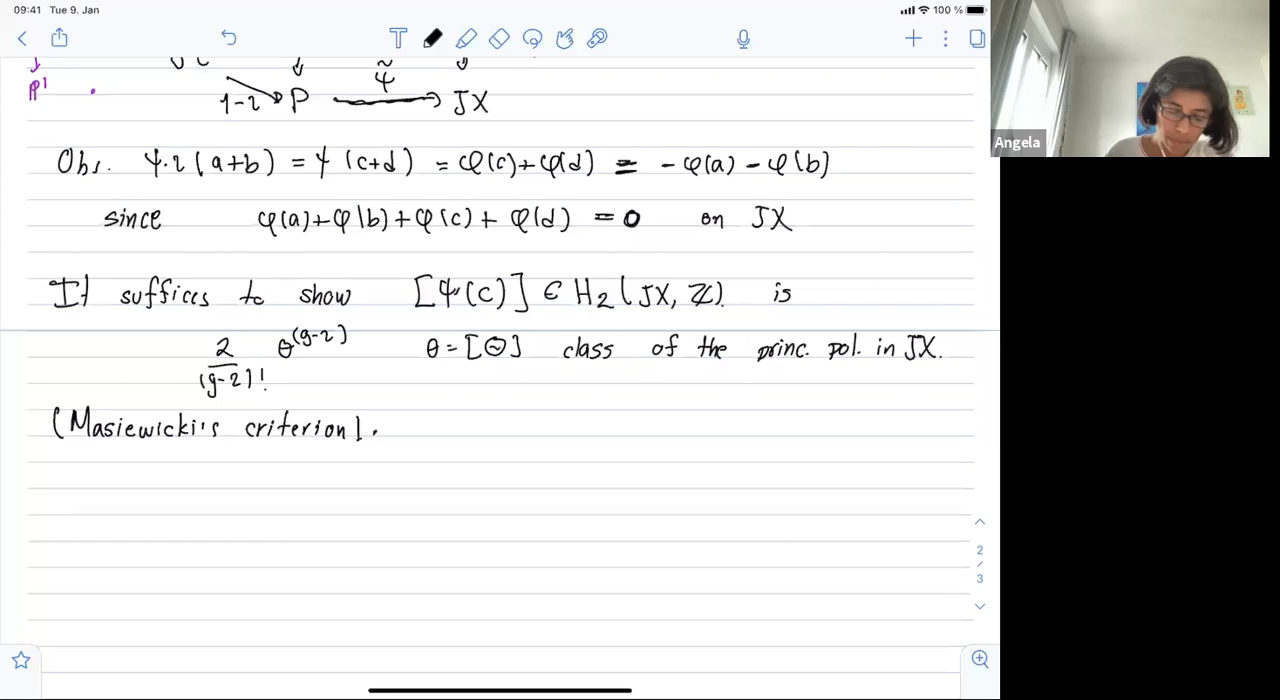 09:41 Tue 9. Jan
100 %
T
ψ̃
P¹
1-2 P → JX
Obs. ψ·2(a+b) = ψ(c+d) = φ(c)+φ(d) = -φ(a) - φ(b)
since φ(a)+φ(b)+φ(c)+φ(d) = 0 on JX
It suffices to show [ψ(C)] ∈ H₂(JX, Z) is
2/(g-2)! θ^(g-2) θ = [Θ] class of the princ. pol. in JX.
(Masiewicki's criterion).
2
/
3
Angela